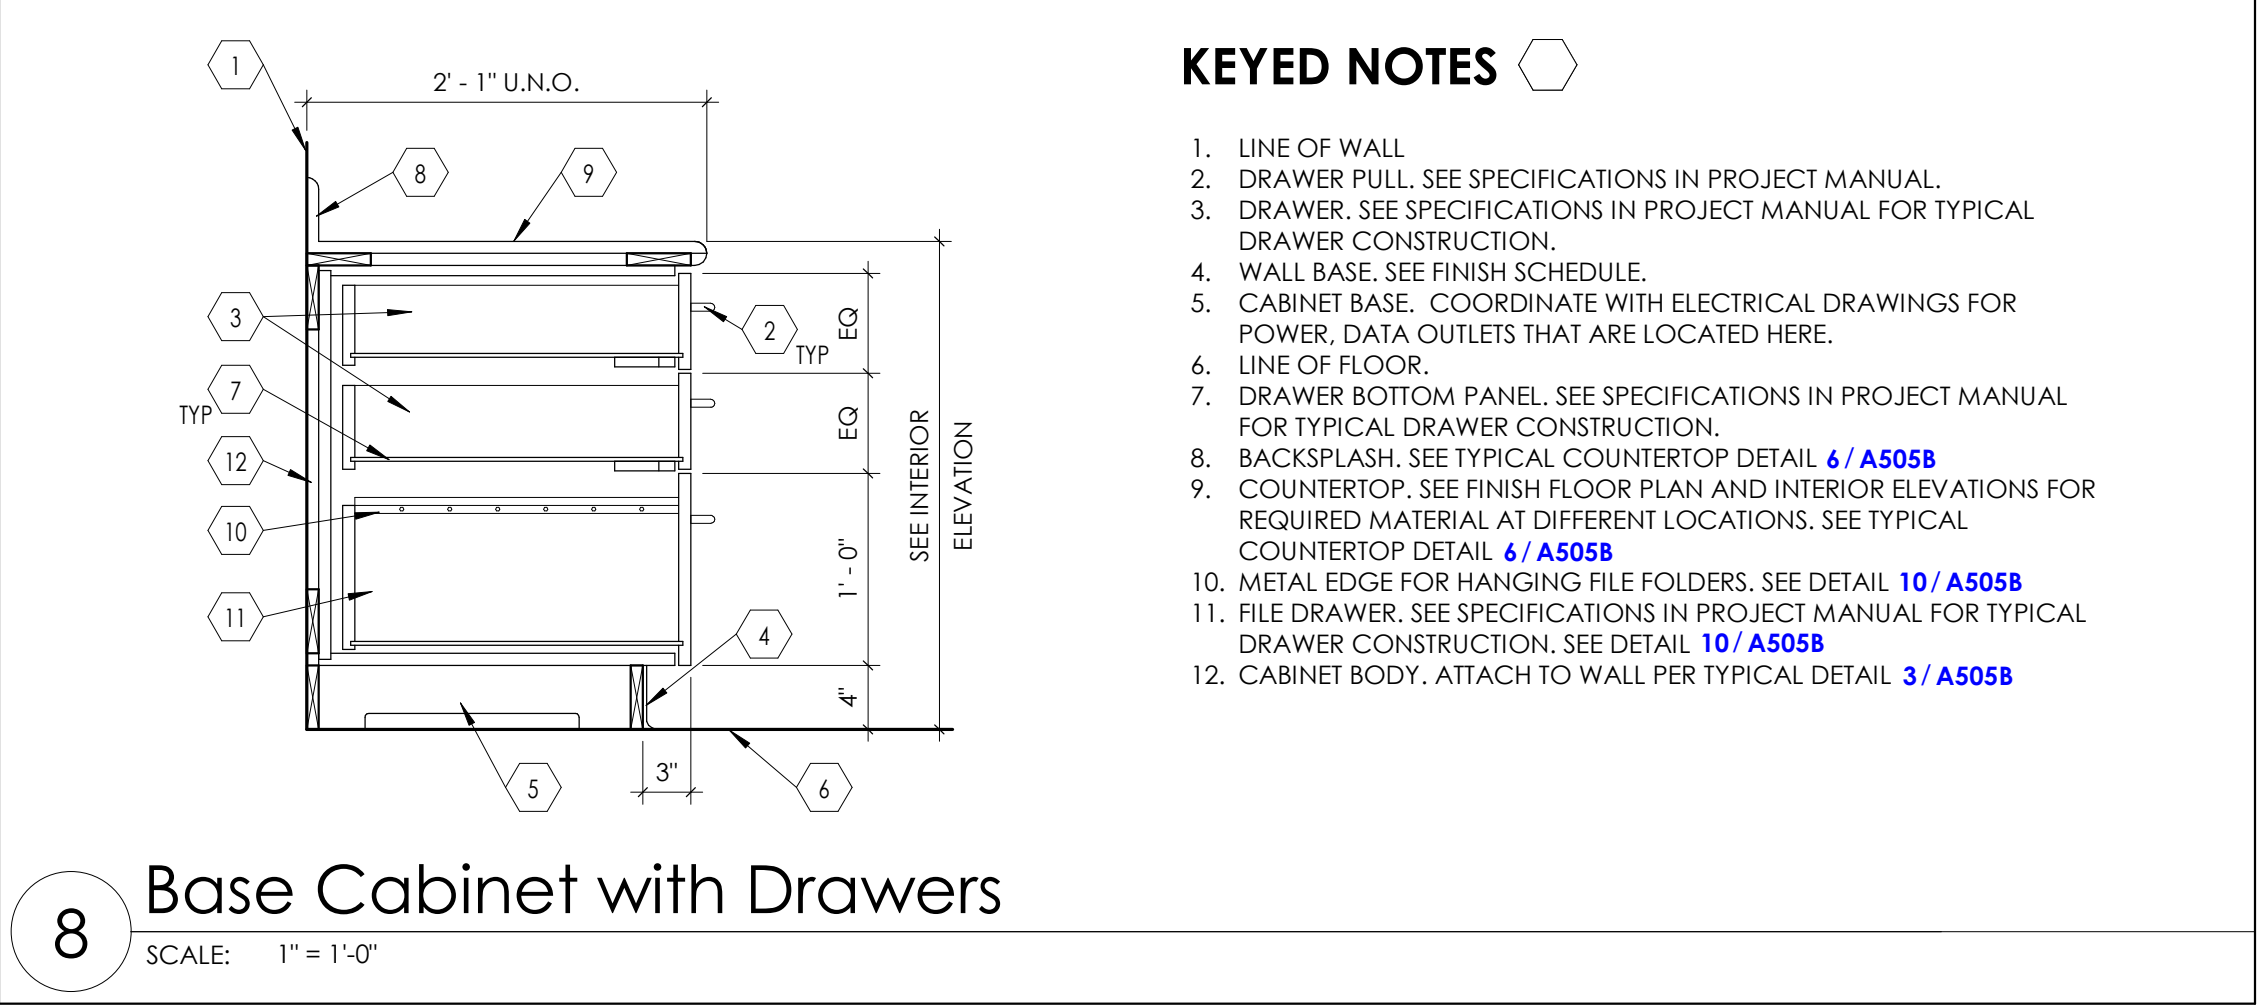 1
2' - 1" U.N.O.
8
9
3
2
TYP
EQ
7
TYP
EQ
12
SEE INTERIOR
ELEVATION
10
1' - 0"
11
4
4"
3"
5
6
8
Base Cabinet with Drawers
SCALE: 1" = 1'-0"
KEYED NOTES
1. LINE OF WALL
2. DRAWER PULL. SEE SPECIFICATIONS IN PROJECT MANUAL.
3. DRAWER. SEE SPECIFICATIONS IN PROJECT MANUAL FOR TYPICAL
DRAWER CONSTRUCTION.
4. WALL BASE. SEE FINISH SCHEDULE.
5. CABINET BASE. COORDINATE WITH ELECTRICAL DRAWINGS FOR
POWER, DATA OUTLETS THAT ARE LOCATED HERE.
6. LINE OF FLOOR.
7. DRAWER BOTTOM PANEL. SEE SPECIFICATIONS IN PROJECT MANUAL
FOR TYPICAL DRAWER CONSTRUCTION.
8. BACKSPLASH. SEE TYPICAL COUNTERTOP DETAIL 6 / A505B
9. COUNTERTOP. SEE FINISH FLOOR PLAN AND INTERIOR ELEVATIONS FOR
REQUIRED MATERIAL AT DIFFERENT LOCATIONS. SEE TYPICAL
COUNTERTOP DETAIL 6 / A505B
10. METAL EDGE FOR HANGING FILE FOLDERS. SEE DETAIL 10 / A505B
11. FILE DRAWER. SEE SPECIFICATIONS IN PROJECT MANUAL FOR TYPICAL
DRAWER CONSTRUCTION. SEE DETAIL 10 / A505B
12. CABINET BODY. ATTACH TO WALL PER TYPICAL DETAIL 3 / A505B